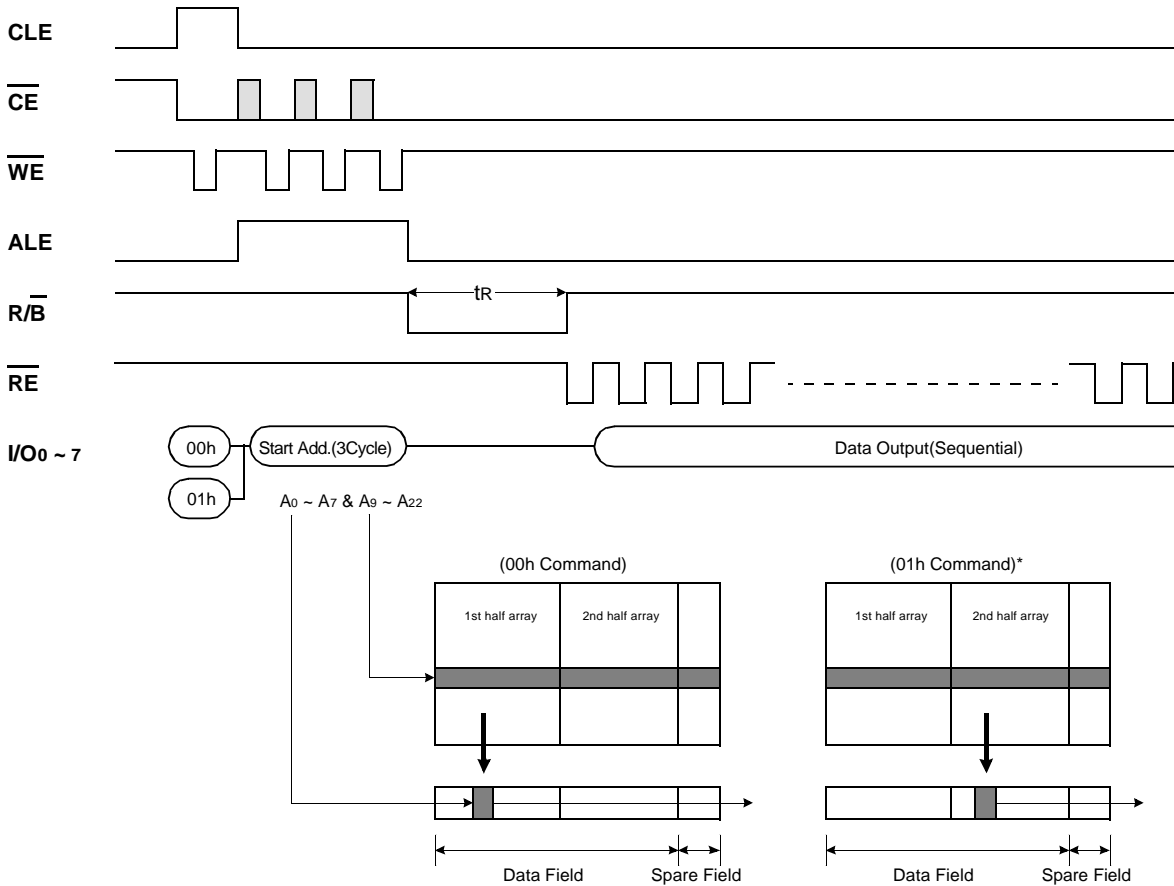 CLE
CE
WE
ALE
R/B
tR
RE
I/O0 ~ 7
00h
Start Add.(3Cycle)
Data Output(Sequential)
01h
A0 ~ A7 & A9 ~ A22
(00h Command)
(01h Command)*
1st half array
2nd half array
1st half array
2nd half array
Data Field
Spare Field
Data Field
Spare Field